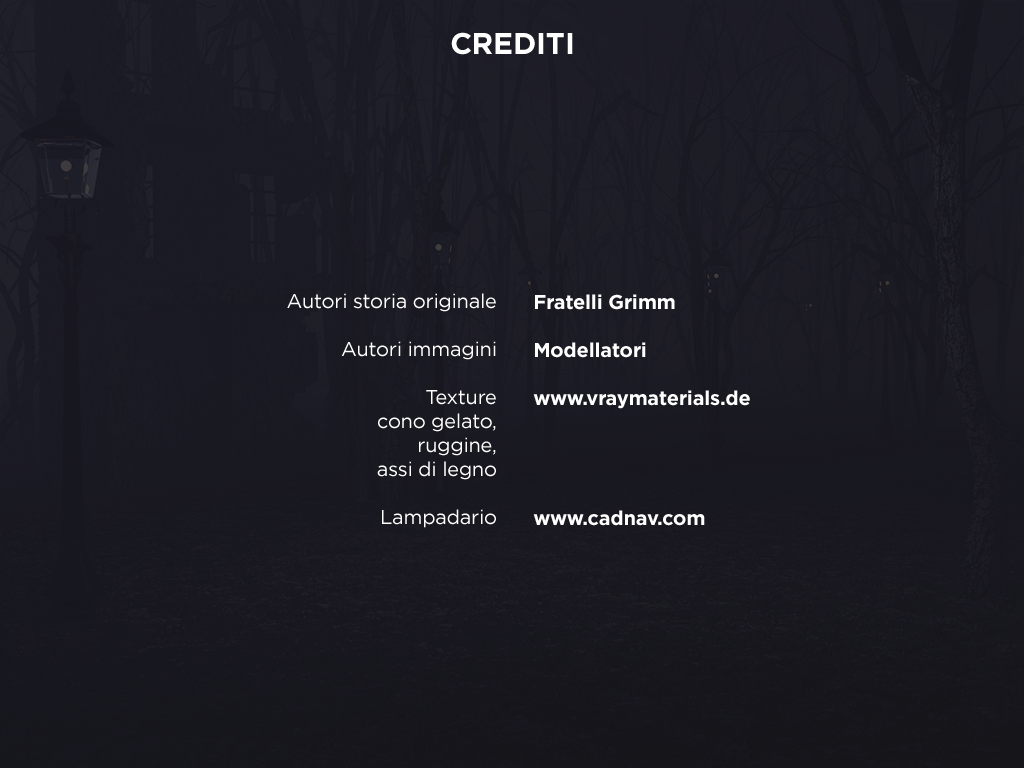 CREDITI
Autori storia originale Fratelli Grimm
Autori immagini Modellatori
Texture www.vraymaterials.de
cono gelato,
ruggine,
assi di legno
Lampadario www.cadnav.com